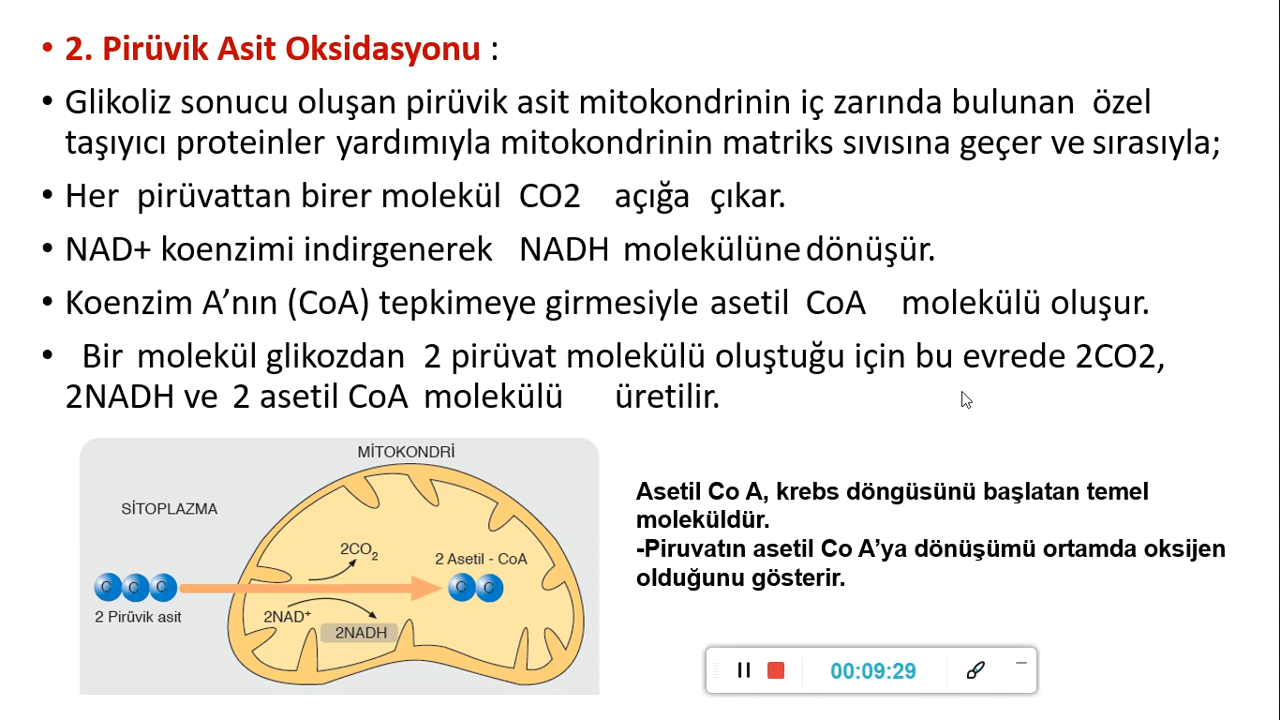 • 2. Pirüvik Asit Oksidasyonu :
• Glikoliz sonucu oluşan pirüvik asit mitokondrinin iç zarında bulunan özel
taşıyıcı proteinler yardımıyla mitokondrinin matriks sıvısına geçer ve sırasıyla;
• Her pirüvattan birer molekül CO2 açığa çıkar.
• NAD+ koenzimi indirgenerek NADH molekülüne dönüşür.
• Koenzim A’nın (CoA) tepkimeye girmesiyle asetil CoA molekülü oluşur.
• Bir molekül glikozdan 2 pirüvat molekülü oluştuğu için bu evrede 2CO2,
2NADH ve 2 asetil CoA molekülü üretilir.
MİTOKONDRİ
SİTOPLAZMA
2CO₂
2 Asetil - CoA
C C C
C C
2 Pirüvik asit
2NAD⁺
2NADH
Asetil Co A, krebs döngüsünü başlatan temel
moleküldür.
-Piruvatın asetil Co A’ya dönüşümü ortamda oksijen
olduğunu gösterir.
00:09:29